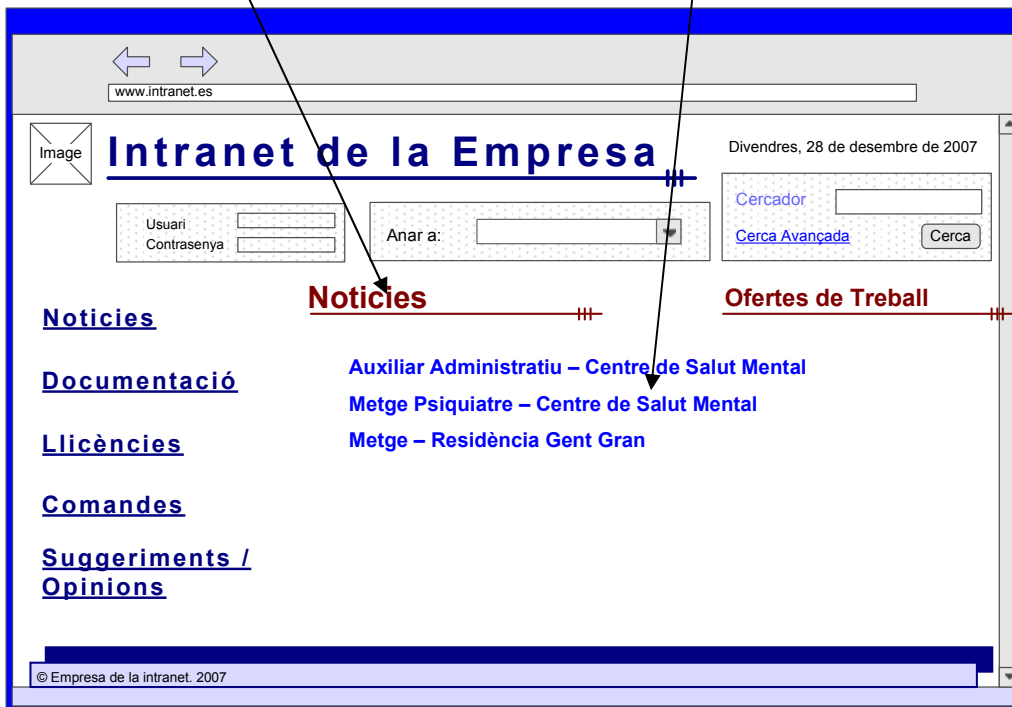 www.intranet.es
Image
Intranet de la Empresa
Divendres, 28 de desembre de 2007
Usuari
Contrasenya
Anar a:
Cercador
Cerca Avançada
Cerca
Noticies
Documentació
Llicències
Comandes
Suggeriments /
Opinions
Noticies
Ofertes de Treball
Auxiliar Administratiu – Centre de Salut Mental
Metge Psiquiatre – Centre de Salut Mental
Metge – Residència Gent Gran
© Empresa de la intranet. 2007